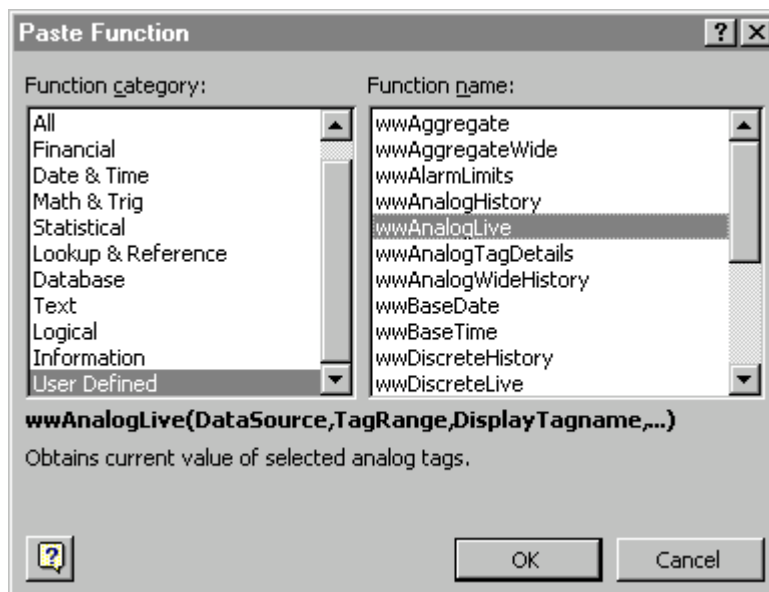 Paste Function
Function category:
Function name:
All
Financial
Date & Time
Math & Trig
Statistical
Lookup & Reference
Database
Text
Logical
Information
User Defined
wwAggregate
wwAggregateWide
wwAlarmLimits
wwAnalogHistory
wwAnalogLive
wwAnalogTagDetails
wwAnalogWideHistory
wwBaseDate
wwBaseTime
wwDiscreteHistory
wwDiscreteLive
wwAnalogLive(DataSource,TagRange,DisplayTagname,...)
Obtains current value of selected analog tags.
OK
Cancel